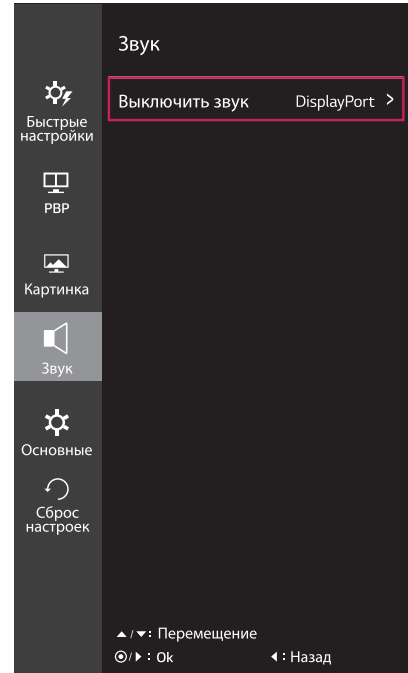 Звук
Выключить звук DisplayPort >
Быстрые
настройки
PBP
Картинка
Звук
Основные
Сброс
настроек
▲/▼: Перемещение
⦿/▶ : Ok ◀ : Назад